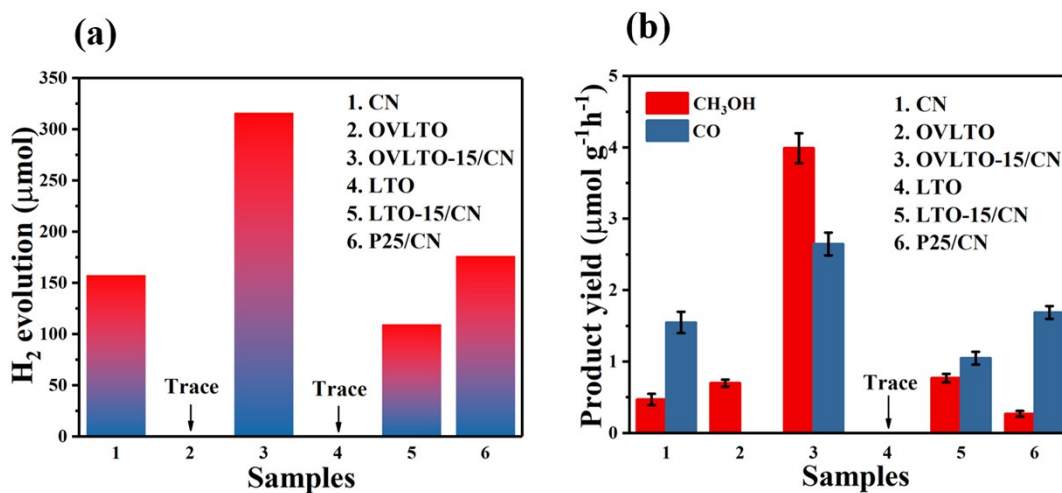 (a)
350
300
250
200
150
100
50
0
H₂ evolution (μmol)
1. CN
2. OVLTO
3. OVLTO-15/CN
4. LTO
5. LTO-15/CN
6. P25/CN
Trace
Trace
1 2 3 4 5 6
Samples
(b)
5
4
3
2
1
0
Product yield (μmol g⁻¹h⁻¹)
CH₃OH
CO
1. CN
2. OVLTO
3. OVLTO-15/CN
4. LTO
5. LTO-15/CN
6. P25/CN
Trace
1 2 3 4 5 6
Samples